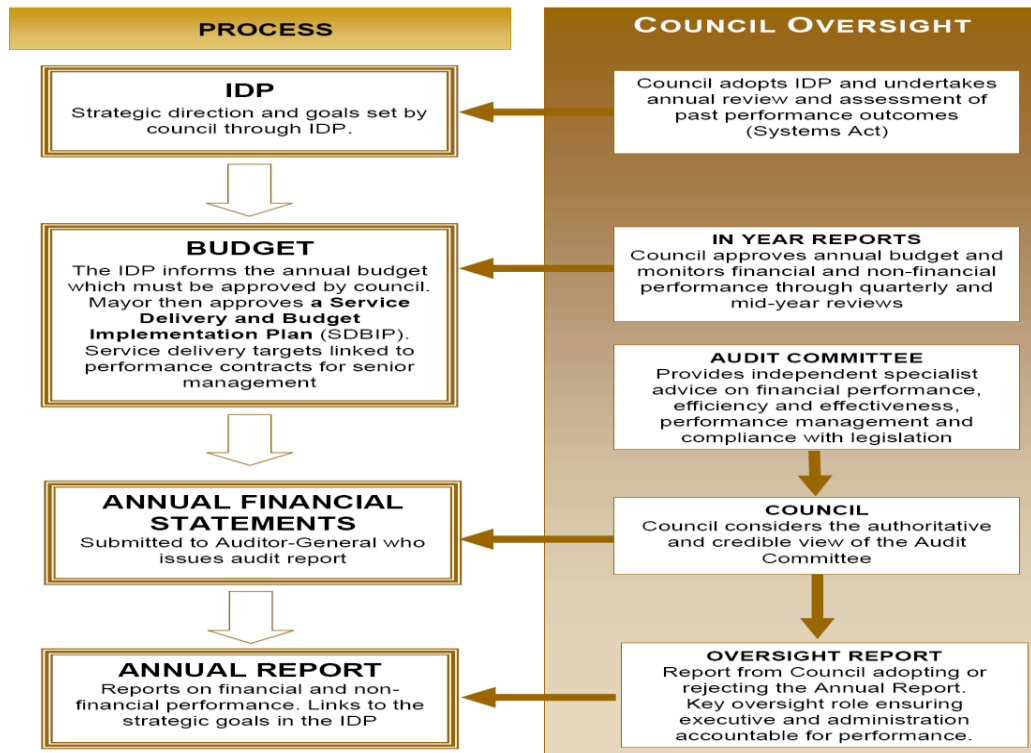 PROCESS
IDP
Strategic direction and goals set by
council through IDP.
BUDGET
The IDP informs the annual budget
which must be approved by council.
Mayor then approves a Service
Delivery and Budget
Implementation Plan (SDBIP).
Service delivery targets linked to
performance contracts for senior
management
ANNUAL FINANCIAL
STATEMENTS
Submitted to Auditor-General who
issues audit report
ANNUAL REPORT
Reports on financial and non-
financial performance. Links to the
strategic goals in the IDP
COUNCIL OVERSIGHT
Council adopts IDP and undertakes
annual review and assessment of
past performance outcomes
(Systems Act)
IN YEAR REPORTS
Council approves annual budget and
monitors financial and non-financial
performance through quarterly and
mid-year reviews
AUDIT COMMITTEE
Provides independent specialist
advice on financial performance,
efficiency and effectiveness,
performance management and
compliance with legislation
COUNCIL
Council considers the authoritative
and credible view of the Audit
Committee
OVERSIGHT REPORT
Report from Council adopting or
rejecting the Annual Report.
Key oversight role ensuring
executive and administration
accountable for performance.